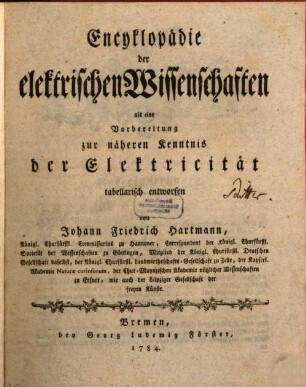 Encyklopädie
der
elektrischen Wissenschaften
als eine
Vorbereitung
zur näheren Kenntnis
der Elektricität
tabellarisch entworfen
von
Johann Friedrich Hartmann,
Königl. Churfürstl. Commissarius zu Hannover, Correspondent der Königl. Churfürstl.
Societät der Wissenschaften zu Göttingen, Mitglied der Königl. Churfürstl. Deutschen
Gesellschaft daselbst, der Königl. Churfürstl. Landwirthschafts-Gesellschaft zu Zelle, der Kayserl.
Akademie Naturæ curiosorum, der Chur-Maynzischen Akademie nützlicher Wissenschaften
zu Erfurt, wie auch der Leipziger Gesellschaft der
freyen Künste.
Bremen,
bey Georg Ludewig Förster,
1784.